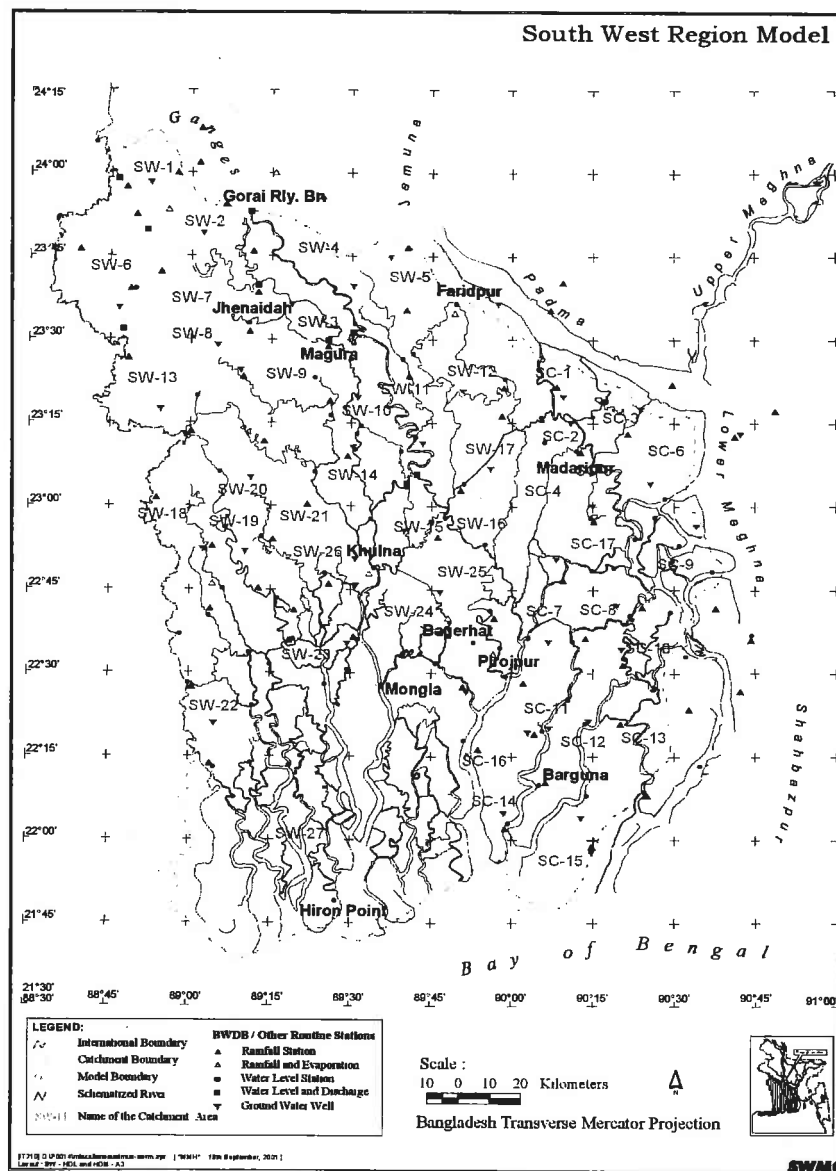 South West Region Model
24°15'
Ganges
Jamuna
24°00'
SW-1
Gorai Rly. Bn
Upper Meghna
SW-2
SW-4
23°45'
SW-6
SW-5
Padma
SW-7
Jhenaidah
Faridpur
SW-3
23°30'
SW-8
Magura
SW-12
SC-1
SW-13
SW-9
SW-11
SW-10
23°15'
SC-2
SC-6
Lower Meghna
SW-17
Madaripur
SW-14
SC-4
SW-20
23°00'
SW-18
SW-21
SW-19
SW-15
SW-16
SC-17
Khulna
SW-26
SC-9
22°45'
SW-25
SC-7
SC-8
SW-24
Bagerhat
SW-23
Pirojpur
SC-10
22°30'
Mongla
SW-22
SC-11
SC-12
SC-13
Shahbazpur
22°15'
SC-16
Barguna
SC-14
22°00'
SW-27
SC-15
Hiron Point
21°45'
Bay of Bengal
21°30'
88°30' 88°45' 89°00' 89°15' 89°30' 89°45' 90°00' 90°15' 90°30' 90°45' 91°00'
LEGEND:
International Boundary
Catchment Boundary
Model Boundary
Schematized River
SW-11 Name of the Catchment Area
BWDB / Other Routine Stations
Rainfall Station
Rainfall and Evaporation
Water Level Station
Water Level and Discharge
Ground Water Well
Scale :
10 0 10 20 Kilometers
N
Bangladesh Transverse Mercator Projection
18th September, 2001 ]
SWMC